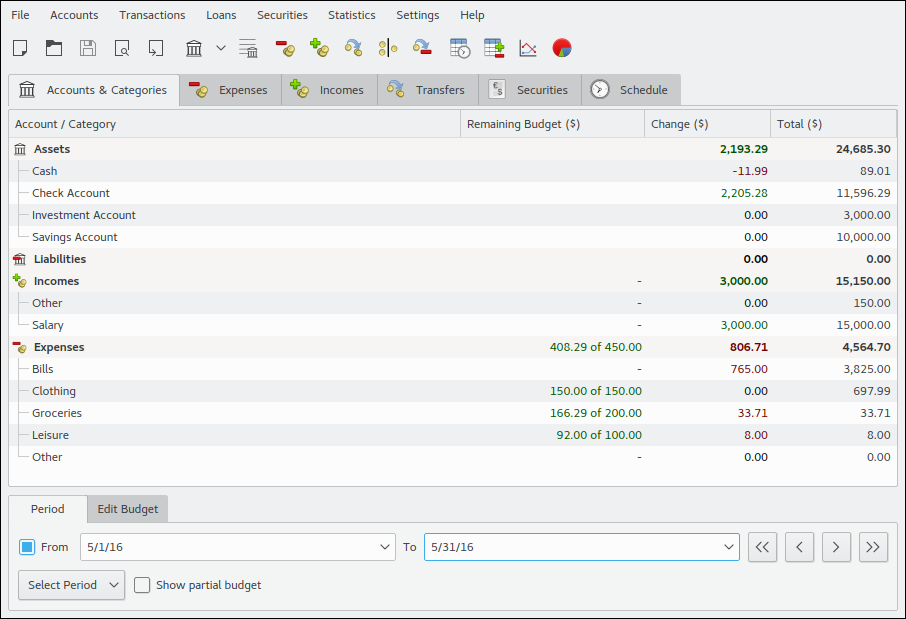 File Accounts Transactions Loans Securities Statistics Settings Help
Accounts & Categories Expenses Incomes Transfers Securities Schedule
Account / Category Remaining Budget ($) Change ($) Total ($)
Assets 2,193.29 24,685.30
Cash -11.99 89.01
Check Account 2,205.28 11,596.29
Investment Account 0.00 3,000.00
Savings Account 0.00 10,000.00
Liabilities 0.00 0.00
Incomes - 3,000.00 15,150.00
Other - 0.00 150.00
Salary - 3,000.00 15,000.00
Expenses 408.29 of 450.00 806.71 4,564.70
Bills - 765.00 3,825.00
Clothing 150.00 of 150.00 0.00 697.99
Groceries 166.29 of 200.00 33.71 33.71
Leisure 92.00 of 100.00 8.00 8.00
Other - 0.00 0.00
Period Edit Budget
From 5/1/16 To 5/31/16 << < > >>
Select Period Show partial budget